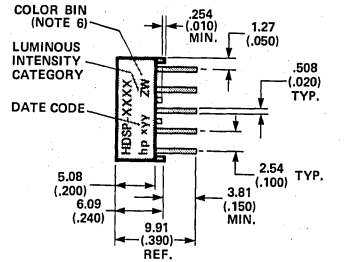 COLOR BIN
(NOTE 6)
LUMINOUS
INTENSITY
CATEGORY
DATE CODE
HDSP-XXXX
ZW
hp xyy
.254
(.010)
MIN.
1.27
(.050)
.508
(.020)
TYP.
2.54
(.100)
TYP.
5.08
(.200)
3.81
(.150)
MIN.
6.09
(.240)
9.91
(.390)
REF.